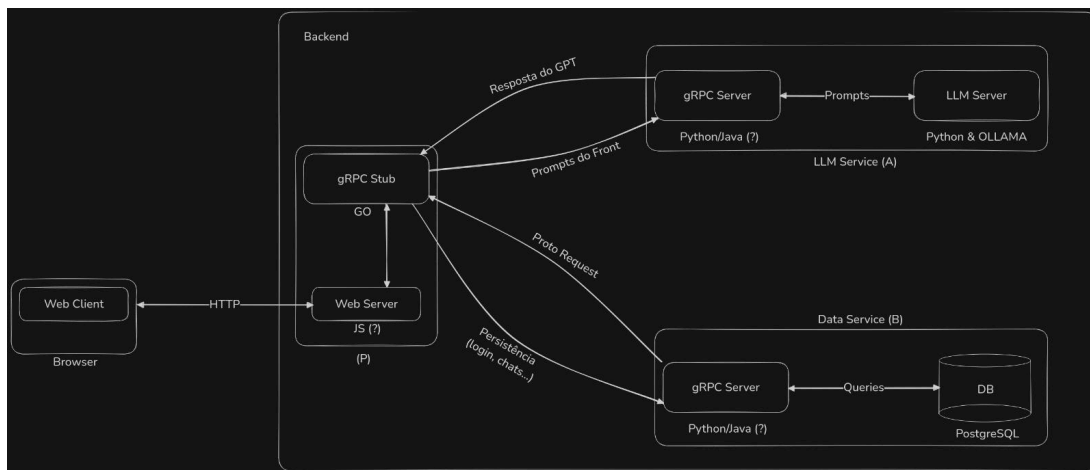 Backend
Resposta do GPT
gRPC Server
Prompts
LLM Server
Python/Java (?)
Python & OLLAMA
Prompts do Front
LLM Service (A)
gRPC Stub
GO
Proto Request
Web Client
HTTP
Web Server
JS (?)
Browser
(P)
Persistência
(login, chats...)
Data Service (B)
gRPC Server
Queries
DB
Python/Java (?)
PostgreSQL